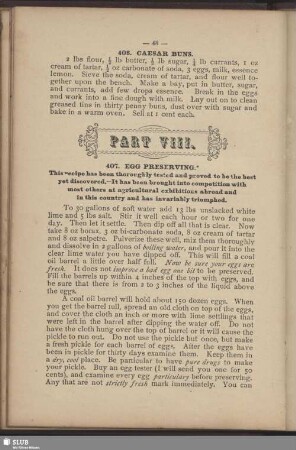 — 48 —
406. CAESAR BUNS.
2 lbs flour, ½ lb butter, ½ lb sugar, ½ lb currants, 1 oz
cream of tartar, ½ oz carbonate of soda, 3 eggs, milk, essence
lemon. Sieve the soda, cream of tartar, and flour well to-
gether upon the bench. Make a bay, put in butter, sugar,
and currants, add few drops essence. Break in the eggs
and work into a fine dough with milk. Lay out on to clean
greased tins in thirty penny buns, dust over with sugar and
bake in a warm oven. Sell at 1 cent each.
PART VIII.
407. EGG PRESERVING.
This recipe has been thoroughly tested and proved to be the best
yet discovered.—It has been brought into competition with
most others at agricultural exhibitions abroad and
in this country and has invariably triumphed.
To 30 gallons of soft water add 13 lbs unslacked white
lime and 5 lbs salt. Stir it well each hour or two for one
day. Then let it settle. Then dip off all that is clear. Now
take 8 oz borax, 3 oz bi-carbonate soda, 8 oz cream of tartar
and 8 oz salpetre. Pulverize these well, mix them thoroughly
and dissolve in 2 gallons of boiling water, and pour it into the
clear lime water you have dipped off. This will fill a coal
oil barrel a little over half full. Now be sure your eggs are
fresh. It does not improve a bad egg one bit to be preserved.
Fill the barrels up within 4 inches of the top with eggs, and
be sure that there is from 2 to 3 inches of the liquid above
the eggs.
A coal oil barrel will hold about 150 dozen eggs. When
you get the barrel full, spread an old cloth on top of the eggs,
and cover the cloth an inch or more with lime settlings that
were left in the barrel after dipping the water off. Do not
have the cloth hung over the top of barrel or it will cause the
pickle to run out. Do not use the pickle but once, but make
a fresh pickle for each barrel of eggs. After the eggs have
been in pickle for thirty days examine them. Keep them in
a dry, cool place. Be particular to have pure drugs to make
your pickle. Buy an egg tester (I will send you one for 50
cents), and examine every egg particulary before preserving.
Any that are not strictly fresh mark immediately. You can
SLUB